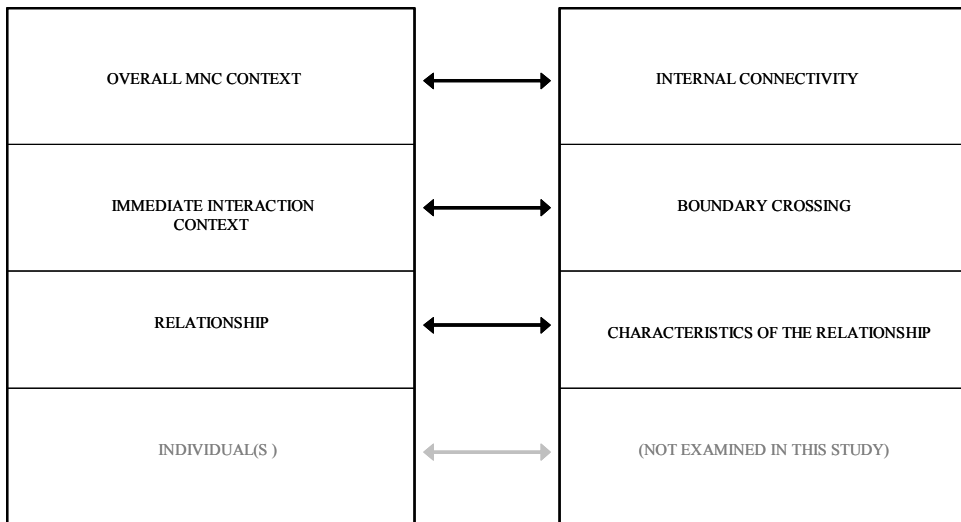 OVERALL MNC CONTEXT
INTERNAL CONNECTIVITY
IMMEDIATE INTERACTION
CONTEXT
BOUNDARY CROSSING
RELATIONSHIP
CHARACTERISTICS OF THE RELATIONSHIP
INDIVIDUAL(S )
(NOT EXAMINED IN THIS STUDY)